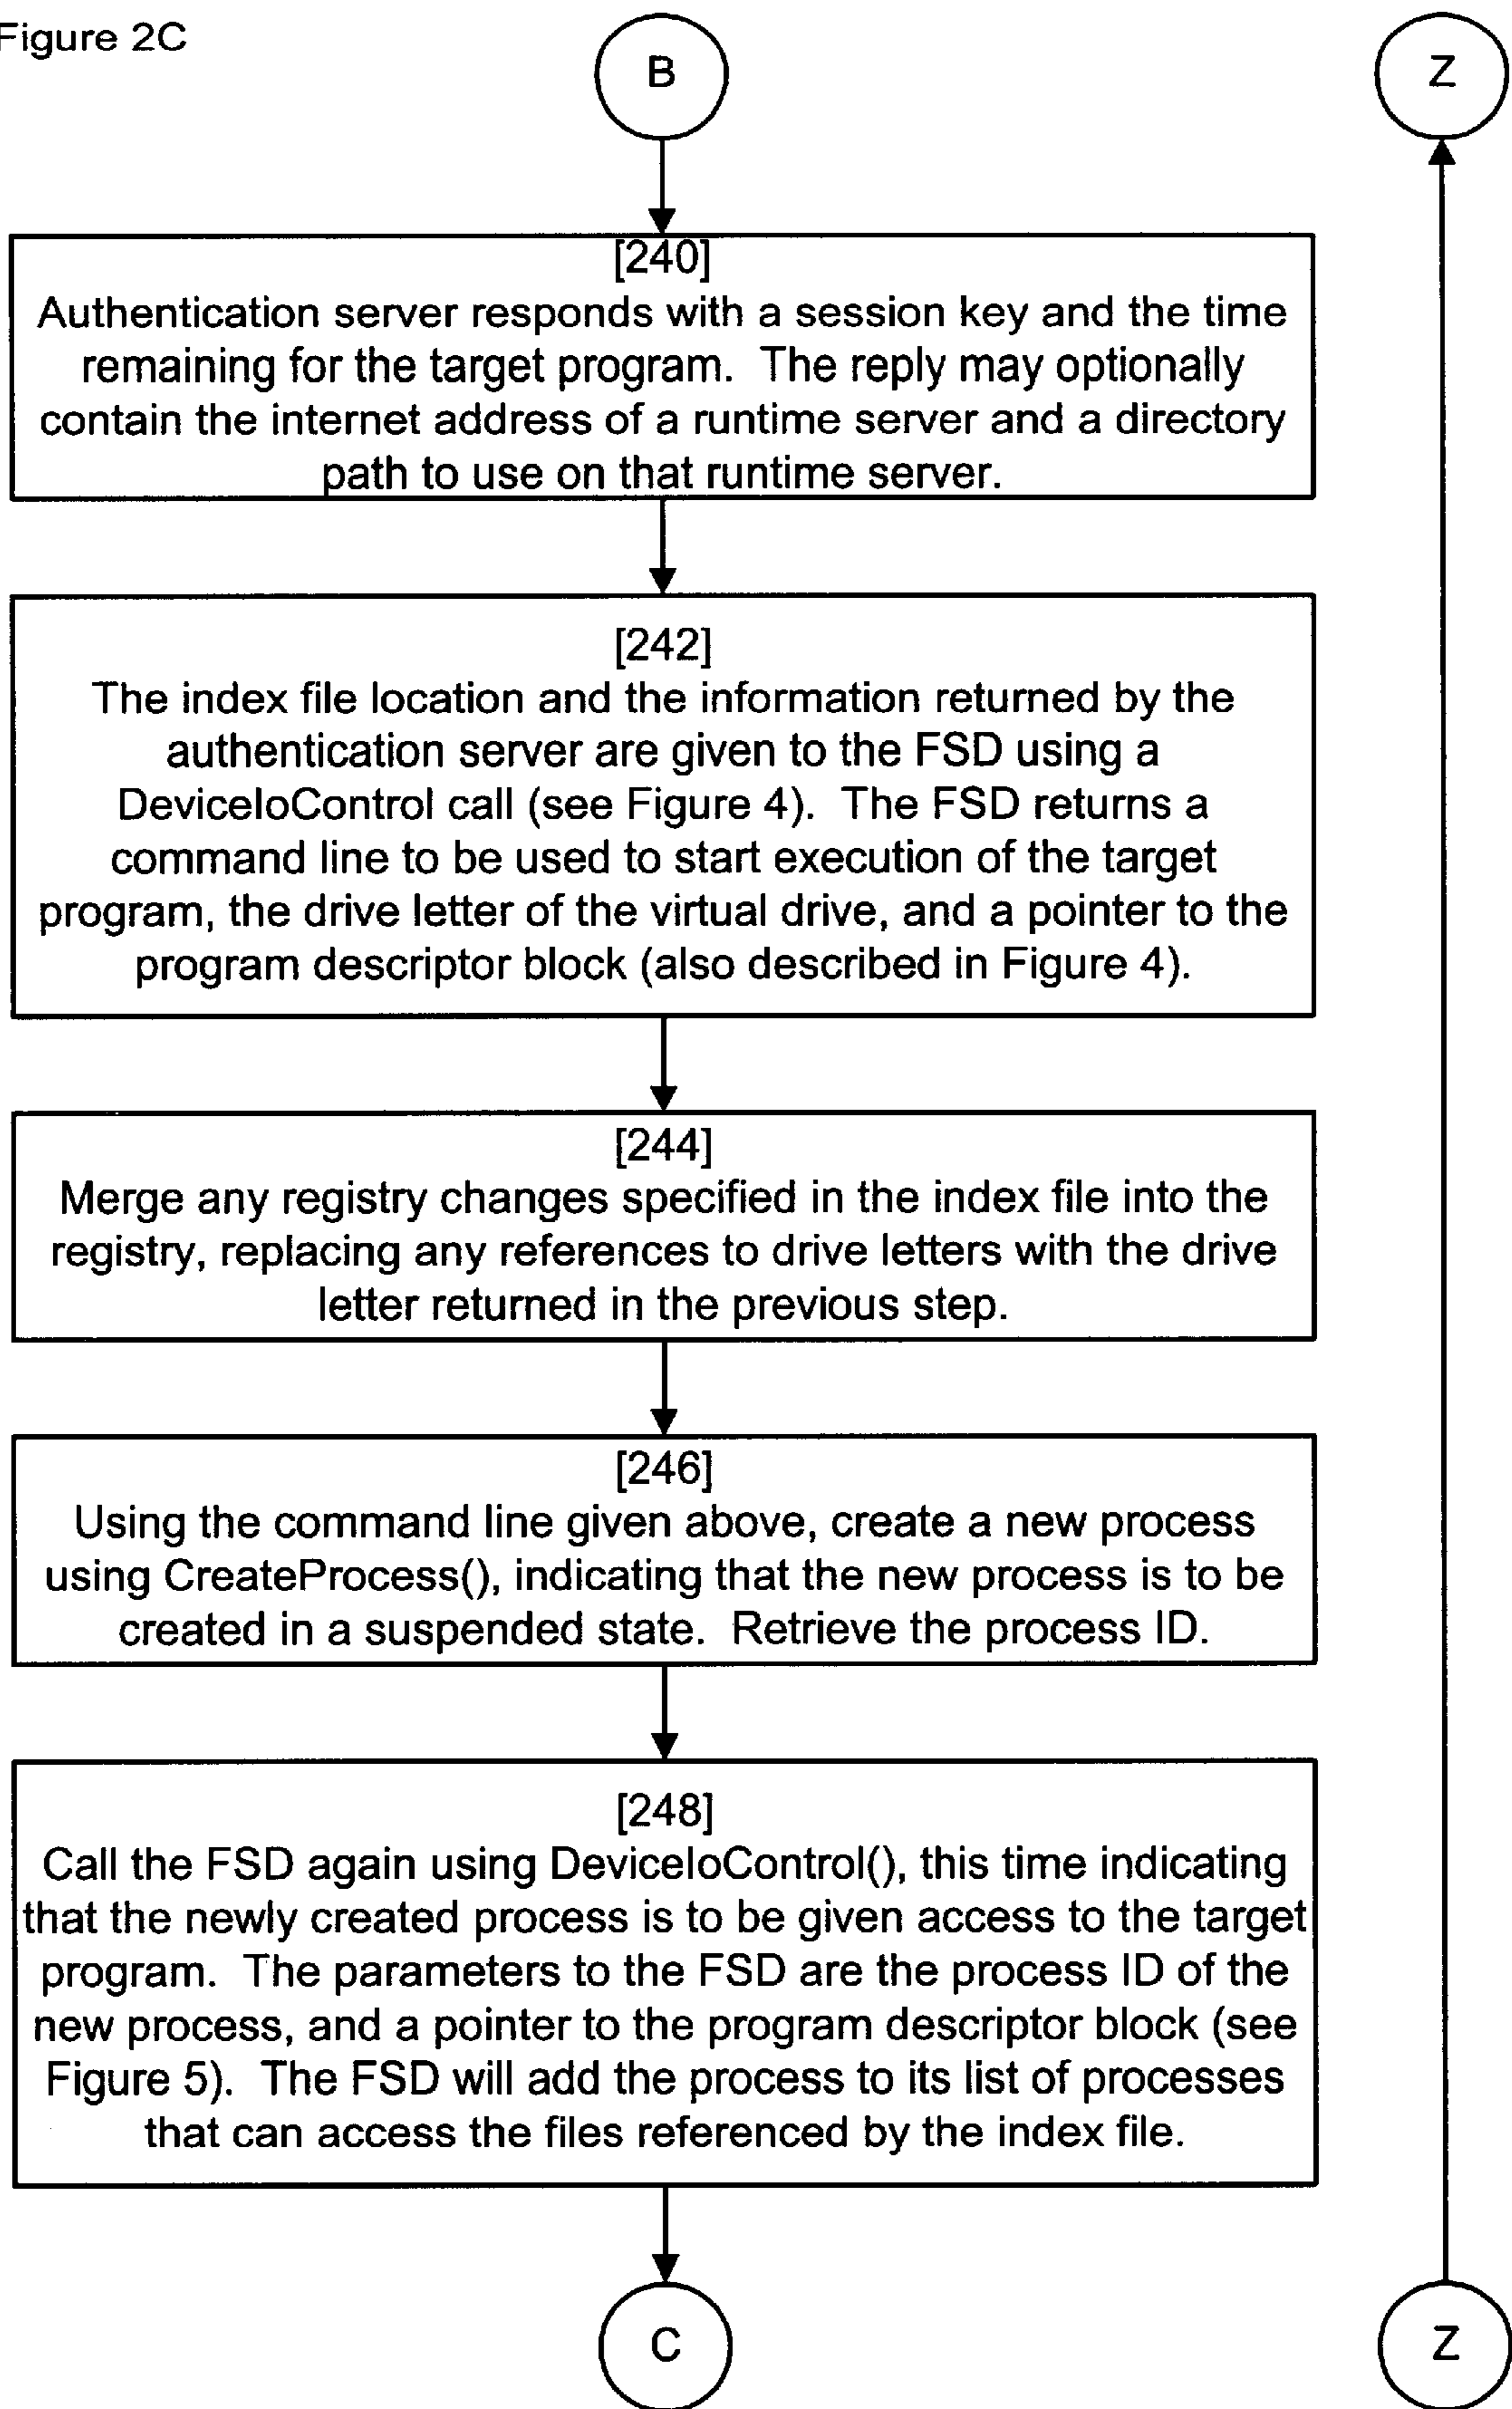 Figure 2C
B
Z
[240]
Authentication server responds with a session key and the time
remaining for the target program.  The reply may optionally
contain the internet address of a runtime server and a directory
path to use on that runtime server.
[242]
The index file location and the information returned by the
authentication server are given to the FSD using a
DeviceIoControl call (see Figure 4).  The FSD returns a
command line to be used to start execution of the target
program, the drive letter of the virtual drive, and a pointer to the
program descriptor block (also described in Figure 4).
[244]
Merge any registry changes specified in the index file into the
registry, replacing any references to drive letters with the drive
letter returned in the previous step.
[246]
Using the command line given above, create a new process
using CreateProcess(), indicating that the new process is to be
created in a suspended state.  Retrieve the process ID.
[248]
Call the FSD again using DeviceIoControl(), this time indicating
that the newly created process is to be given access to the target
program.  The parameters to the FSD are the process ID of the
new process, and a pointer to the program descriptor block (see
Figure 5).  The FSD will add the process to its list of processes
that can access the files referenced by the index file.
C
Z